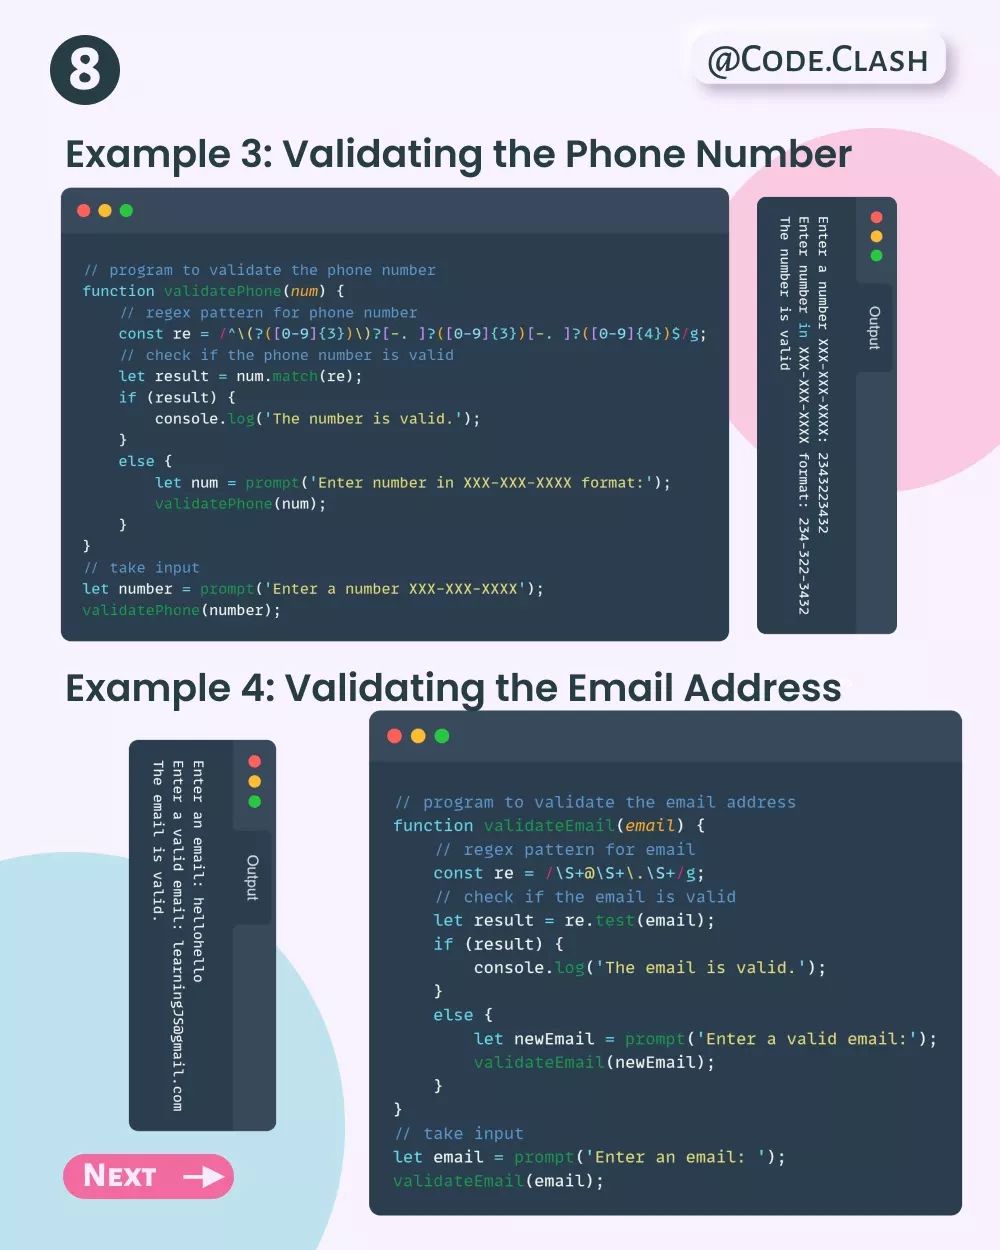 8
@Code.Clash
Example 3: Validating the Phone Number
// program to validate the phone number
function validatePhone(num) {
    // regex pattern for phone number
    const re = /^\(?([0-9]{3})\)?[-. ]?([0-9]{3})[-. ]?([0-9]{4})$/g;
    // check if the phone number is valid
    let result = num.match(re);
    if (result) {
        console.log('The number is valid.');
    }
    else {
        let num = prompt('Enter number in XXX-XXX-XXXX format:');
        validatePhone(num);
    }
}
// take input
let number = prompt('Enter a number XXX-XXX-XXXX');
validatePhone(number);
Output
Enter a number XXX-XXX-XXXX: 2343223432
Enter number in XXX-XXX-XXXX format: 234-322-3432
The number is valid
Example 4: Validating the Email Address
Output
Enter an email: hellohello
Enter a valid email: learningJS@gmail.com
The email is valid.
// program to validate the email address
function validateEmail(email) {
    // regex pattern for email
    const re = /\S+@\S+\.\S+/g;
    // check if the email is valid
    let result = re.test(email);
    if (result) {
        console.log('The email is valid.');
    }
    else {
        let newEmail = prompt('Enter a valid email:');
        validateEmail(newEmail);
    }
}
// take input
let email = prompt('Enter an email: ');
validateEmail(email);
Next